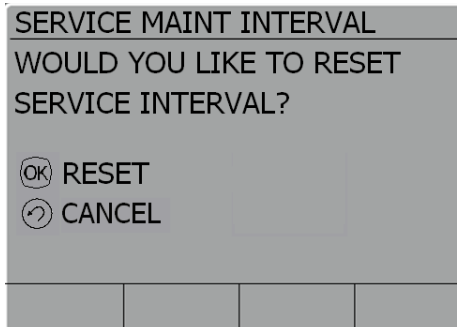 SERVICE MAINT INTERVAL
WOULD YOU LIKE TO RESET
SERVICE INTERVAL?
OK RESET
CANCEL